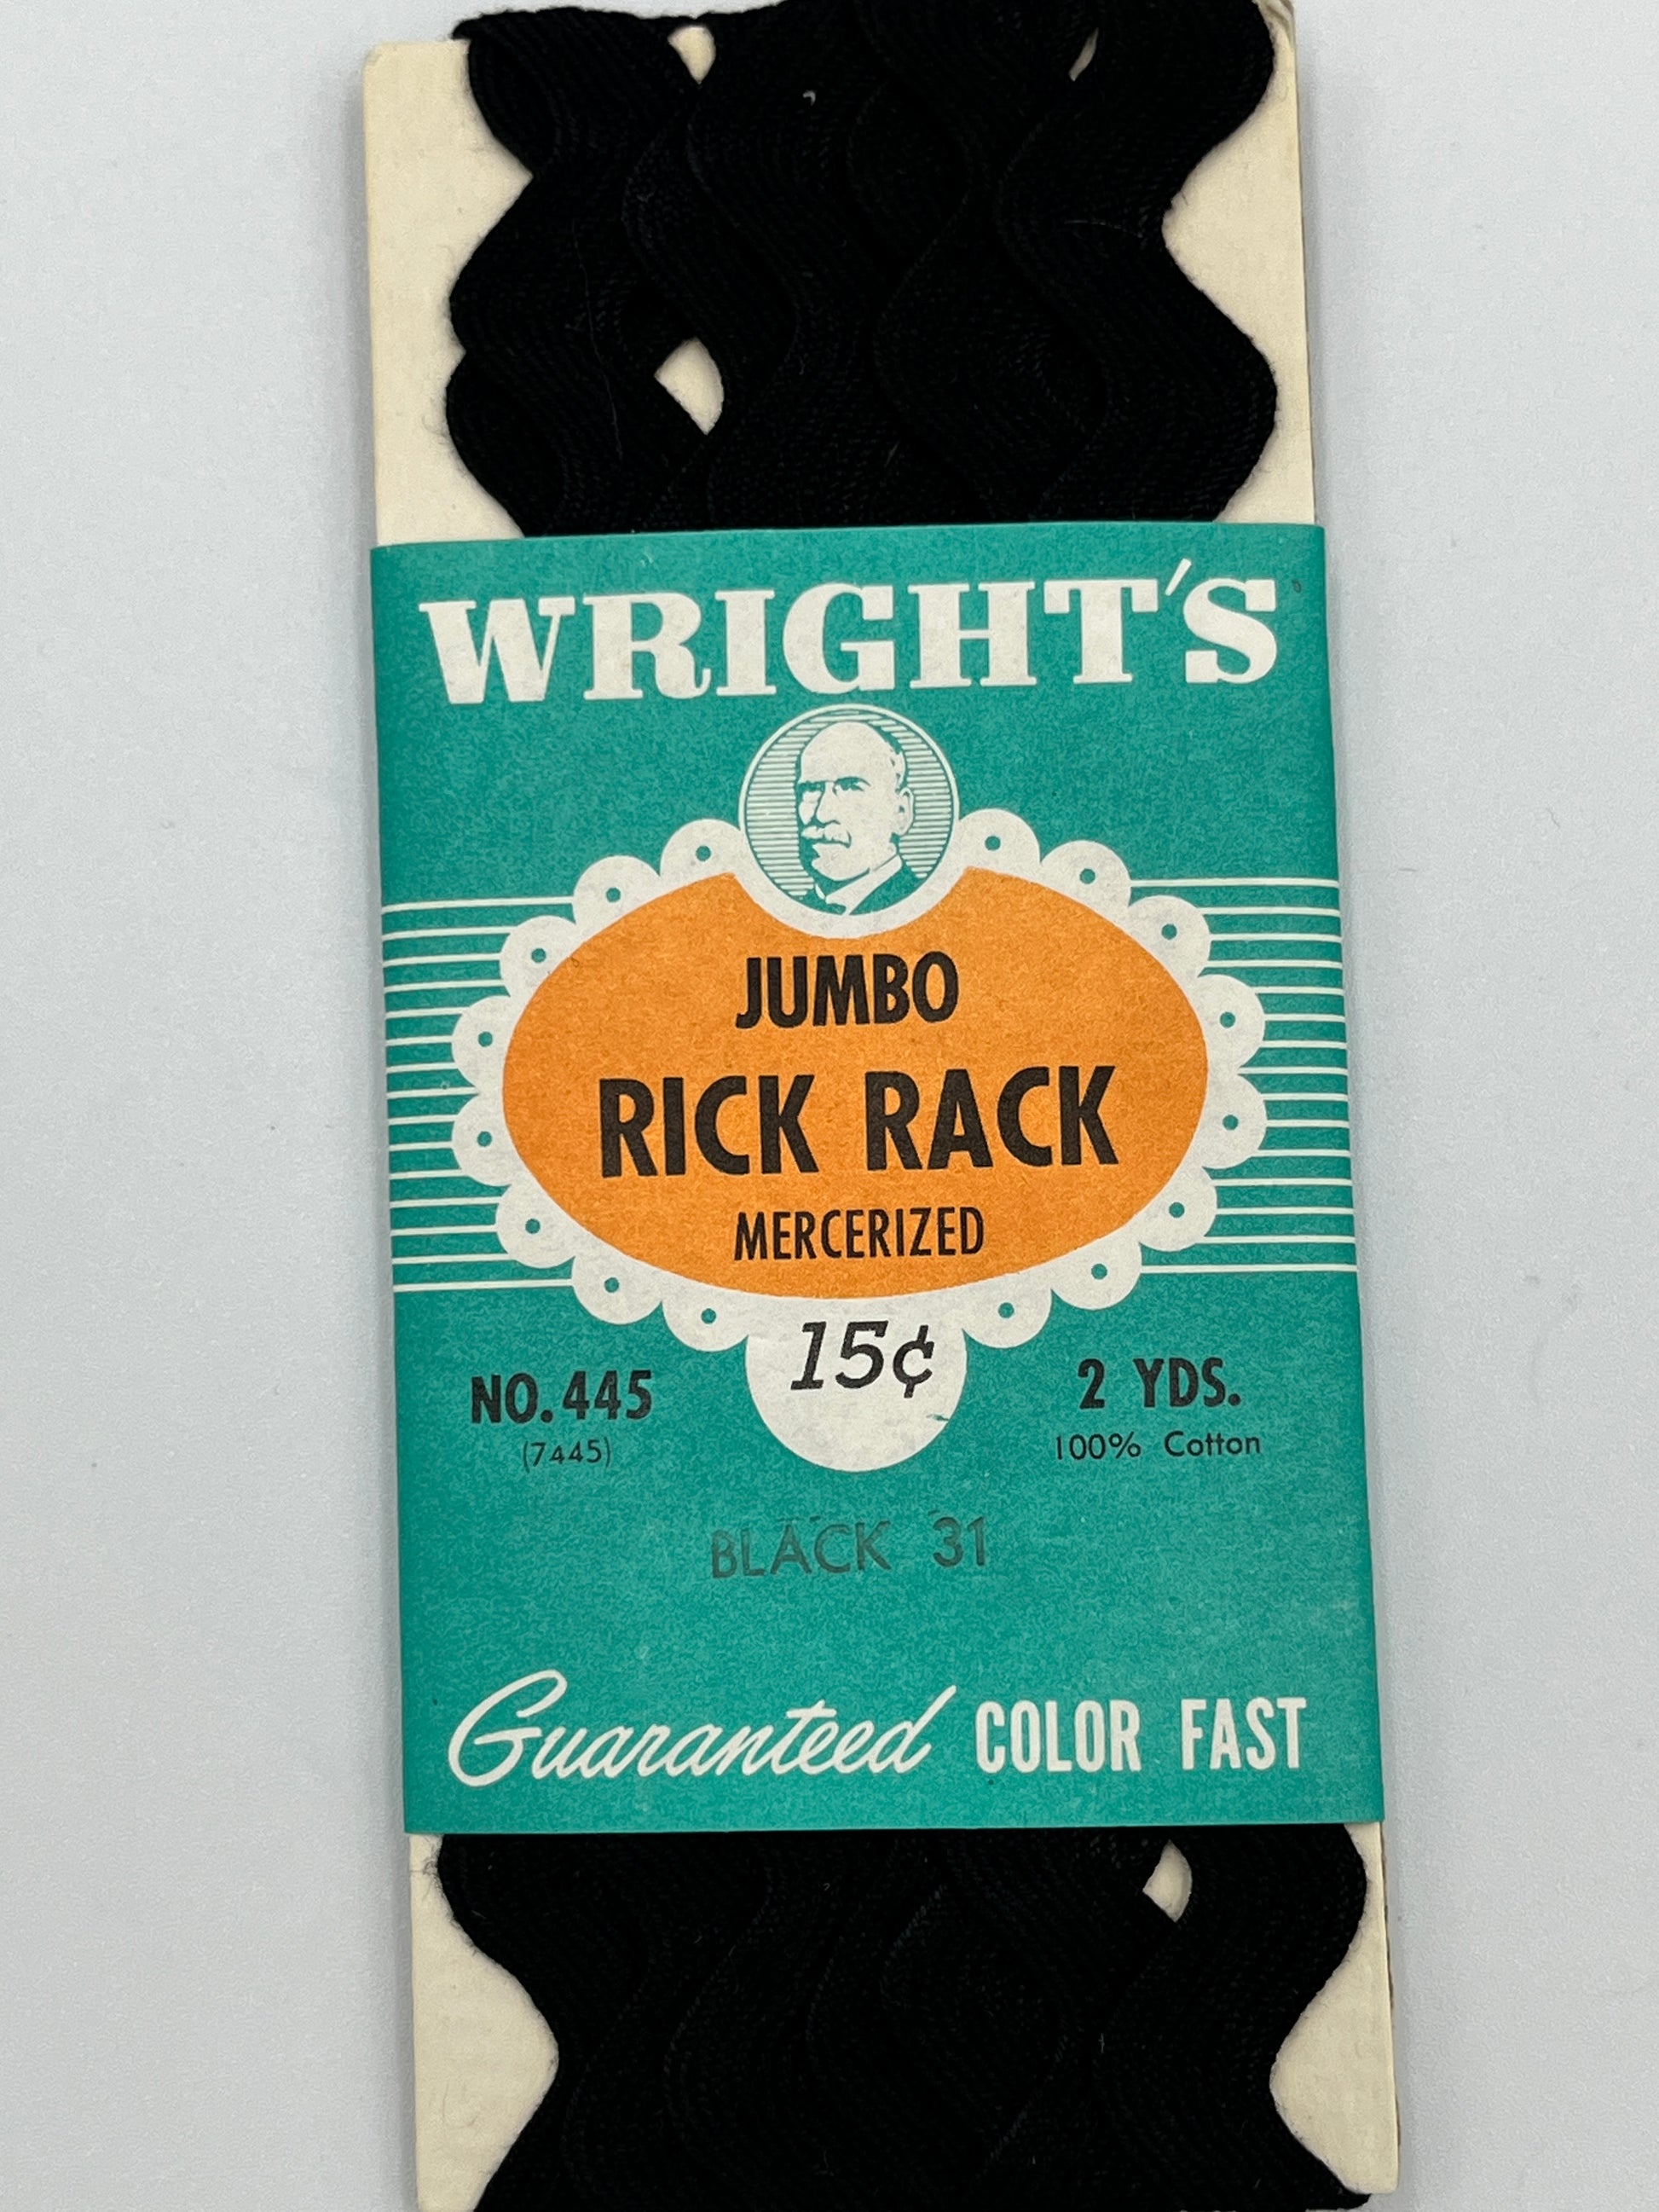 WRIGHT'S
JUMBO
RICK RACK
MERCERIZED
15¢
NO. 445
(7445)
2 YDS.
100% Cotton
BLACK 31
Guaranteed COLOR FAST